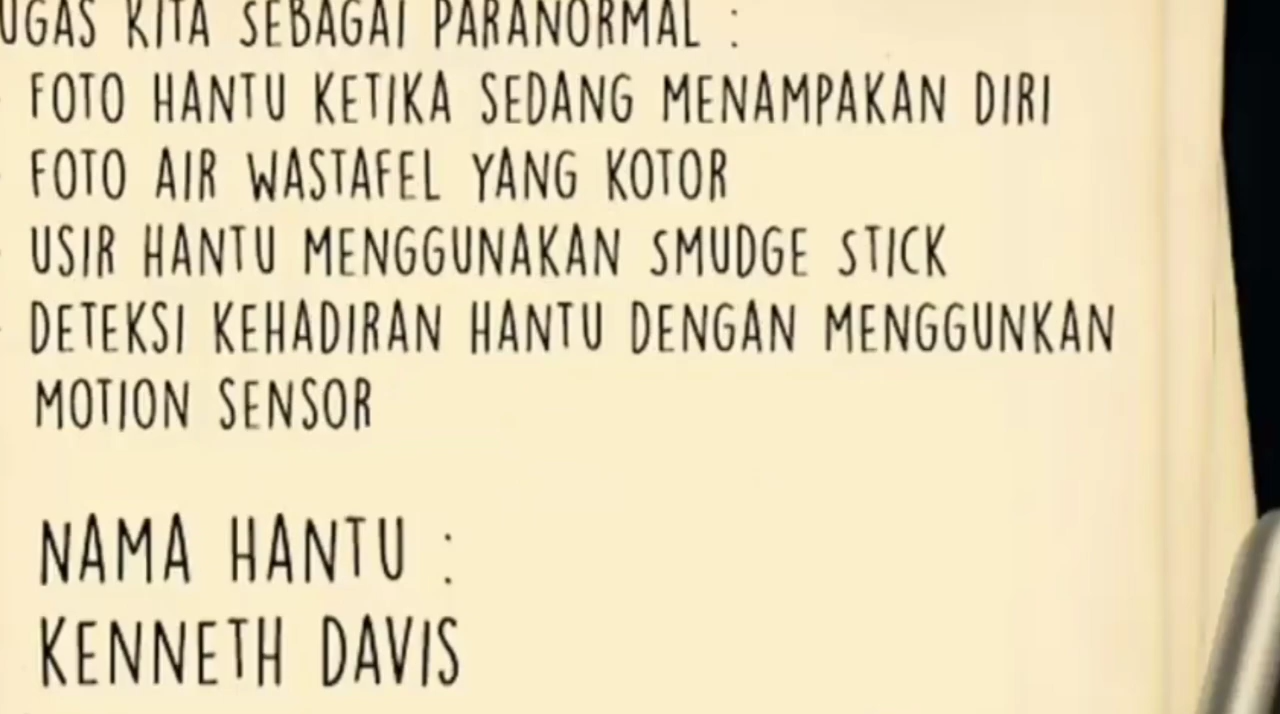 UGAS KITA SEBAGAI PARANORMAL :
- FOTO HANTU KETIKA SEDANG MENAMPAKAN DIRI
- FOTO AIR WASTAFEL YANG KOTOR
- USIR HANTU MENGGUNAKAN SMUDGE STICK
- DETEKSI KEHADIRAN HANTU DENGAN MENGGUNKAN
MOTION SENSOR
NAMA HANTU :
KENNETH DAVIS